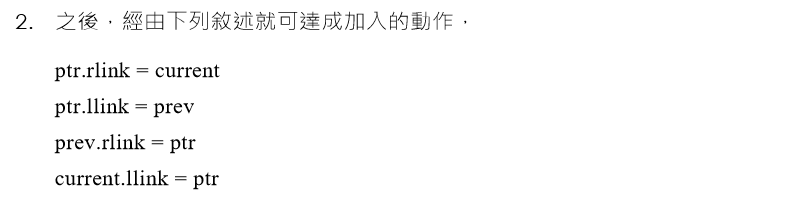 2. 之後，經由下列敘述就可達成加入的動作，
ptr.rlink = current
ptr.llink = prev
prev.rlink = ptr
current.llink = ptr